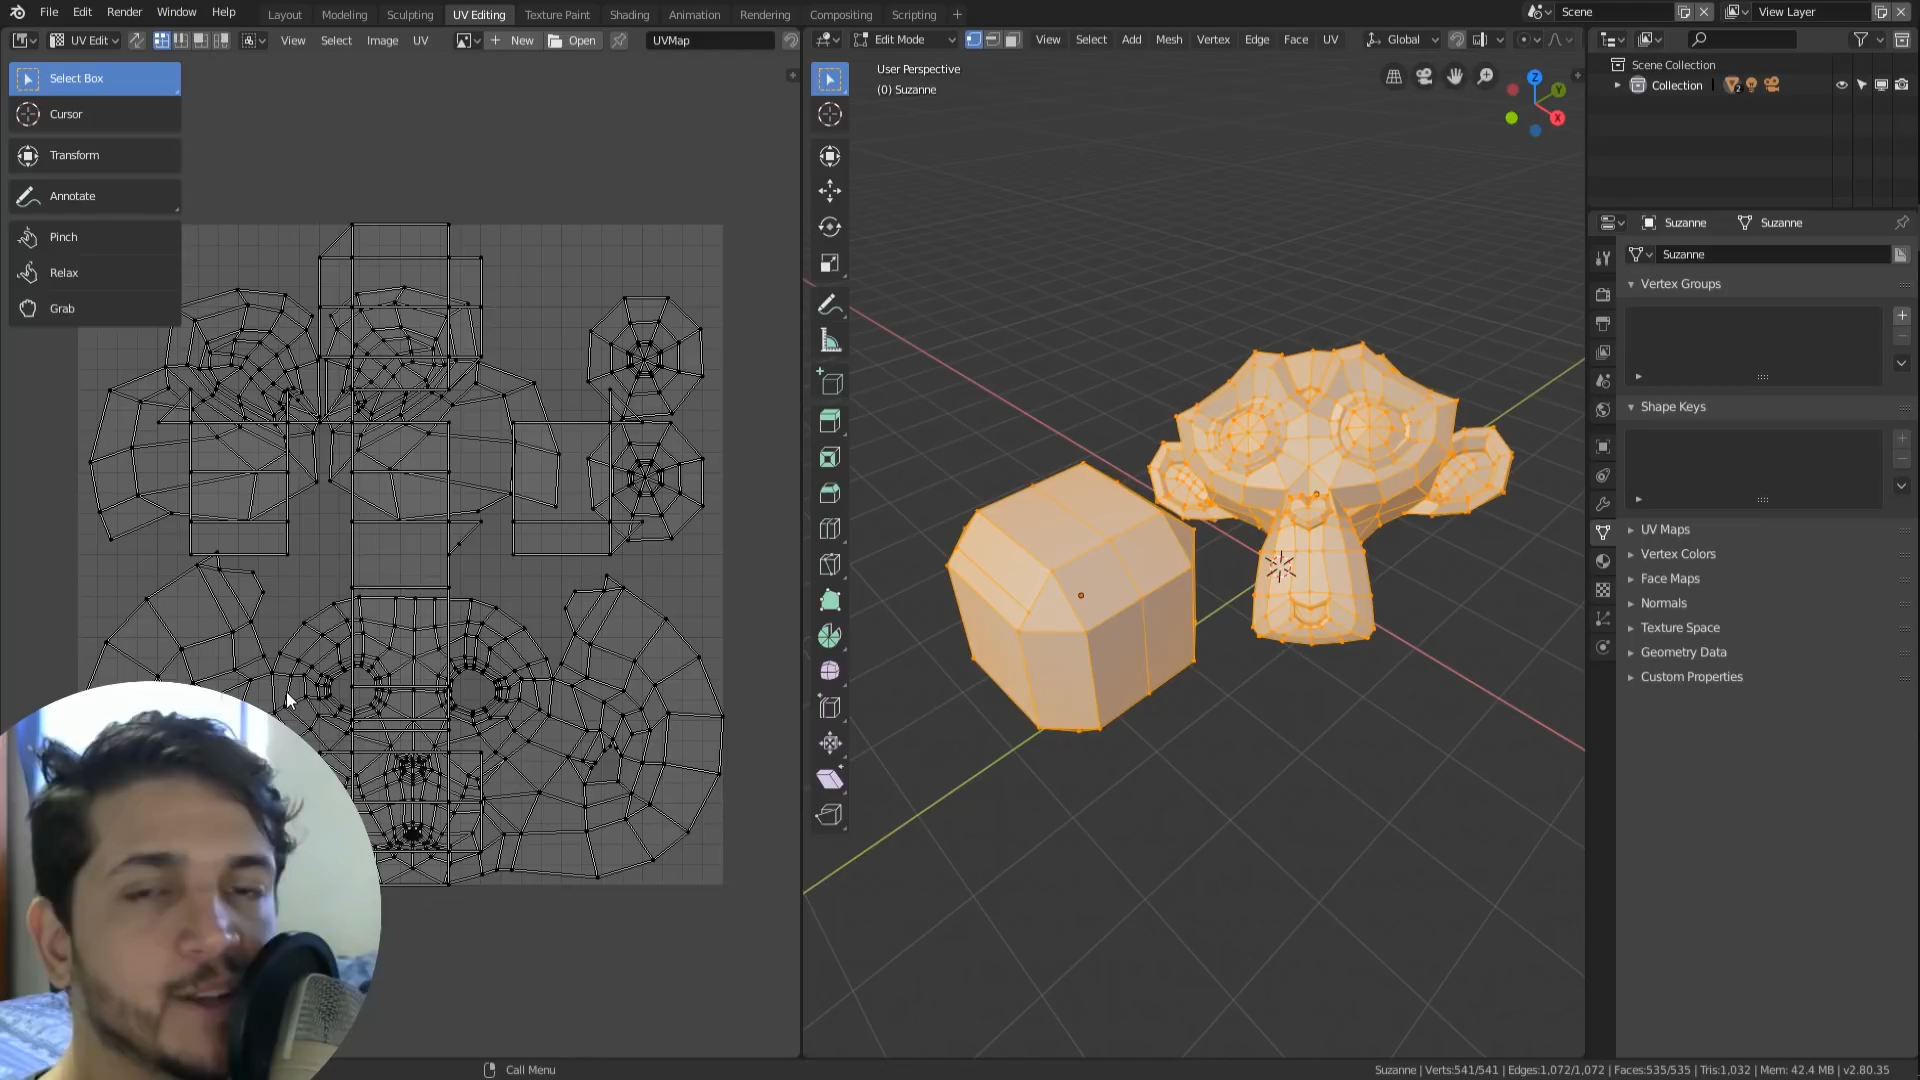 File Edit Render Window Help
Layout Modeling Sculpting UV Editing Texture Paint Shading Animation Rendering Compositing Scripting
Scene
View Layer
UV Edit View Select Image UV New Open UVMap
Edit Mode View Select Add Mesh Vertex Edge Face UV Global
Select Box
Cursor
Transform
Annotate
Pinch
Relax
Grab
User Perspective
(0) Suzanne
Z
Y
X
Scene Collection
Collection
2
Suzanne Suzanne
Suzanne
Vertex Groups
Shape Keys
UV Maps
Vertex Colors
Face Maps
Normals
Texture Space
Geometry Data
Custom Properties
Call Menu
Suzanne | Verts:541/541 | Edges:1,072/1,072 | Faces:535/535 | Tris:1,032 | Mem: 42.4 MB | v2.80.35